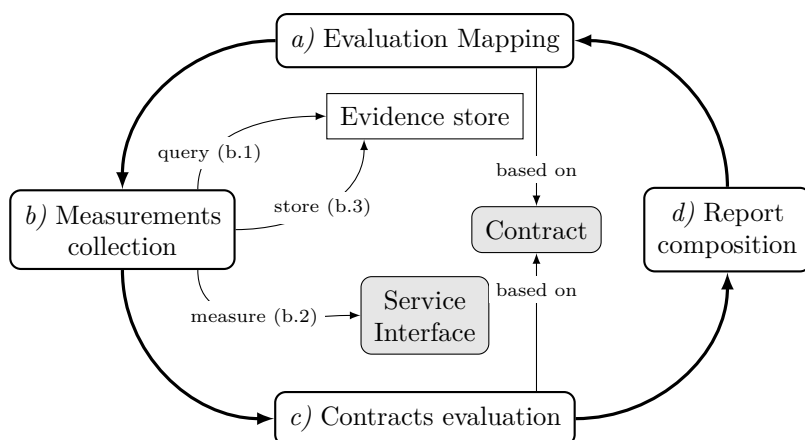 a) Evaluation Mapping
Evidence store
query (b.1)
based on
b) Measurements
collection
store (b.3)
Contract
d) Report
composition
based on
measure (b.2)
Service
Interface
c) Contracts evaluation